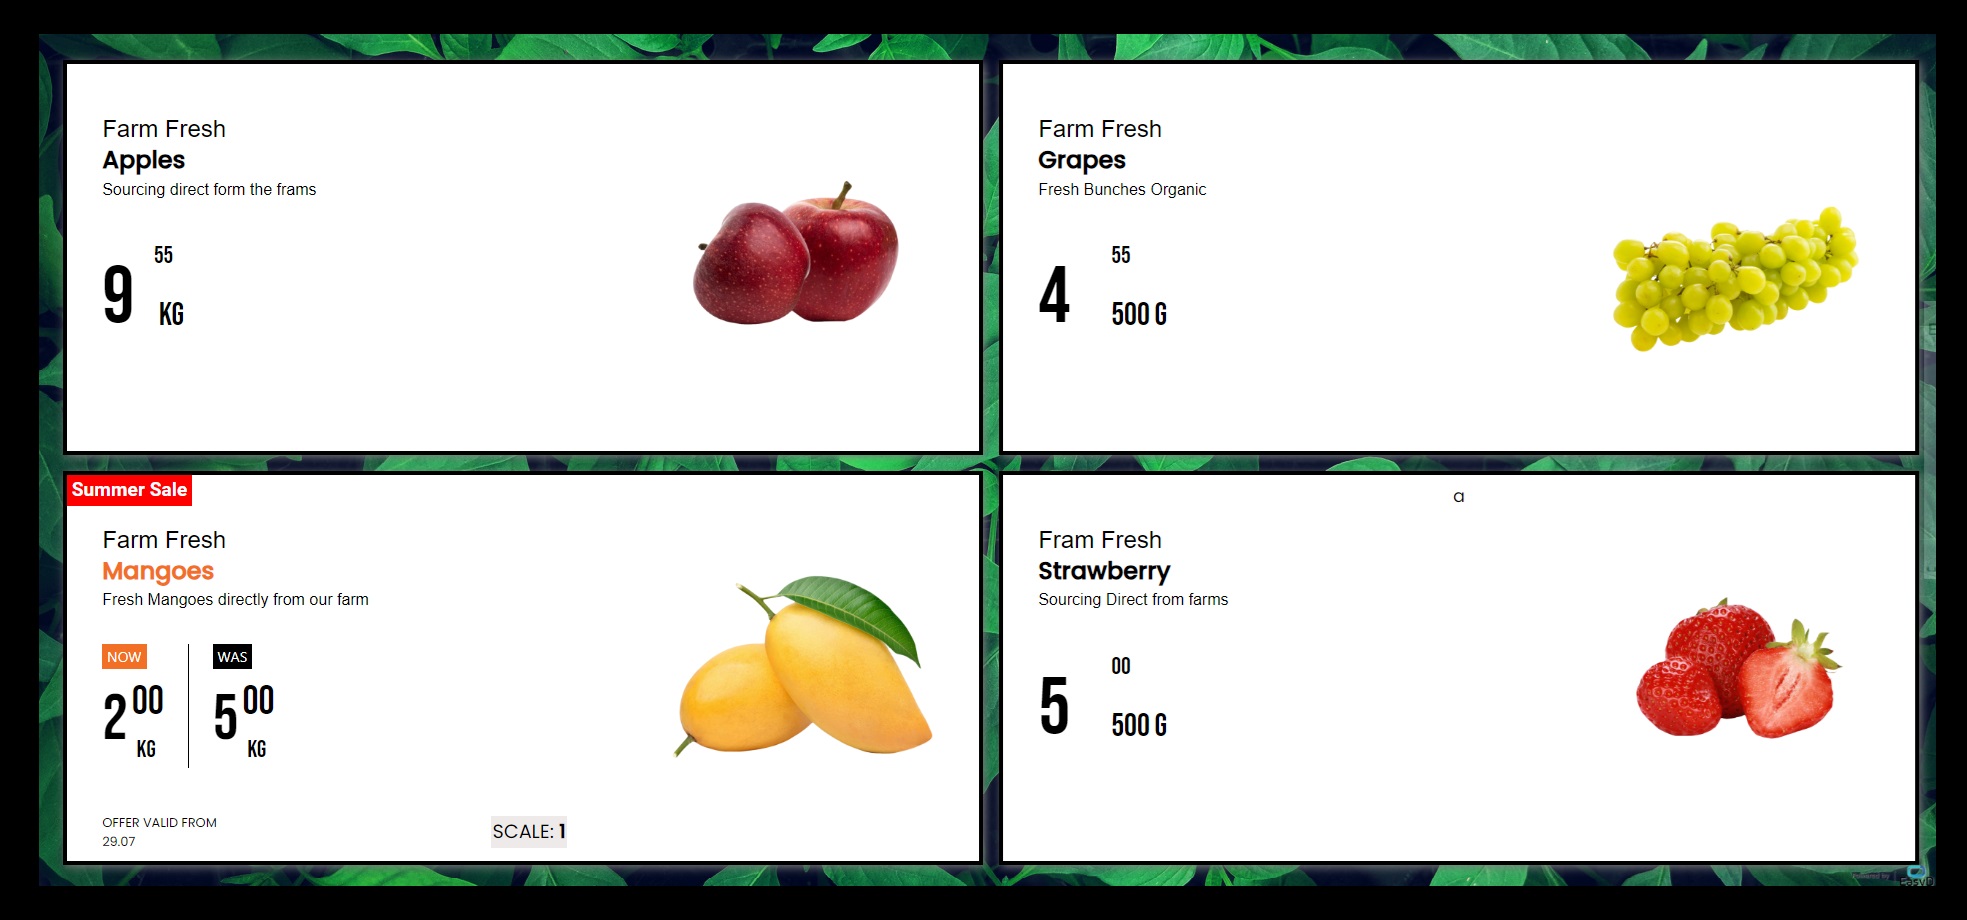 Farm Fresh
Apples
Sourcing direct form the frams
55
9
KG
Farm Fresh
Grapes
Fresh Bunches Organic
55
4
500 G
Summer Sale
Farm Fresh
Mangoes
Fresh Mangoes directly from our farm
NOW
2 00
KG
WAS
5 00
KG
OFFER VALID FROM
29.07
SCALE: 1
a
Fram Fresh
Strawberry
Sourcing Direct from farms
00
5
500 G
Powered by